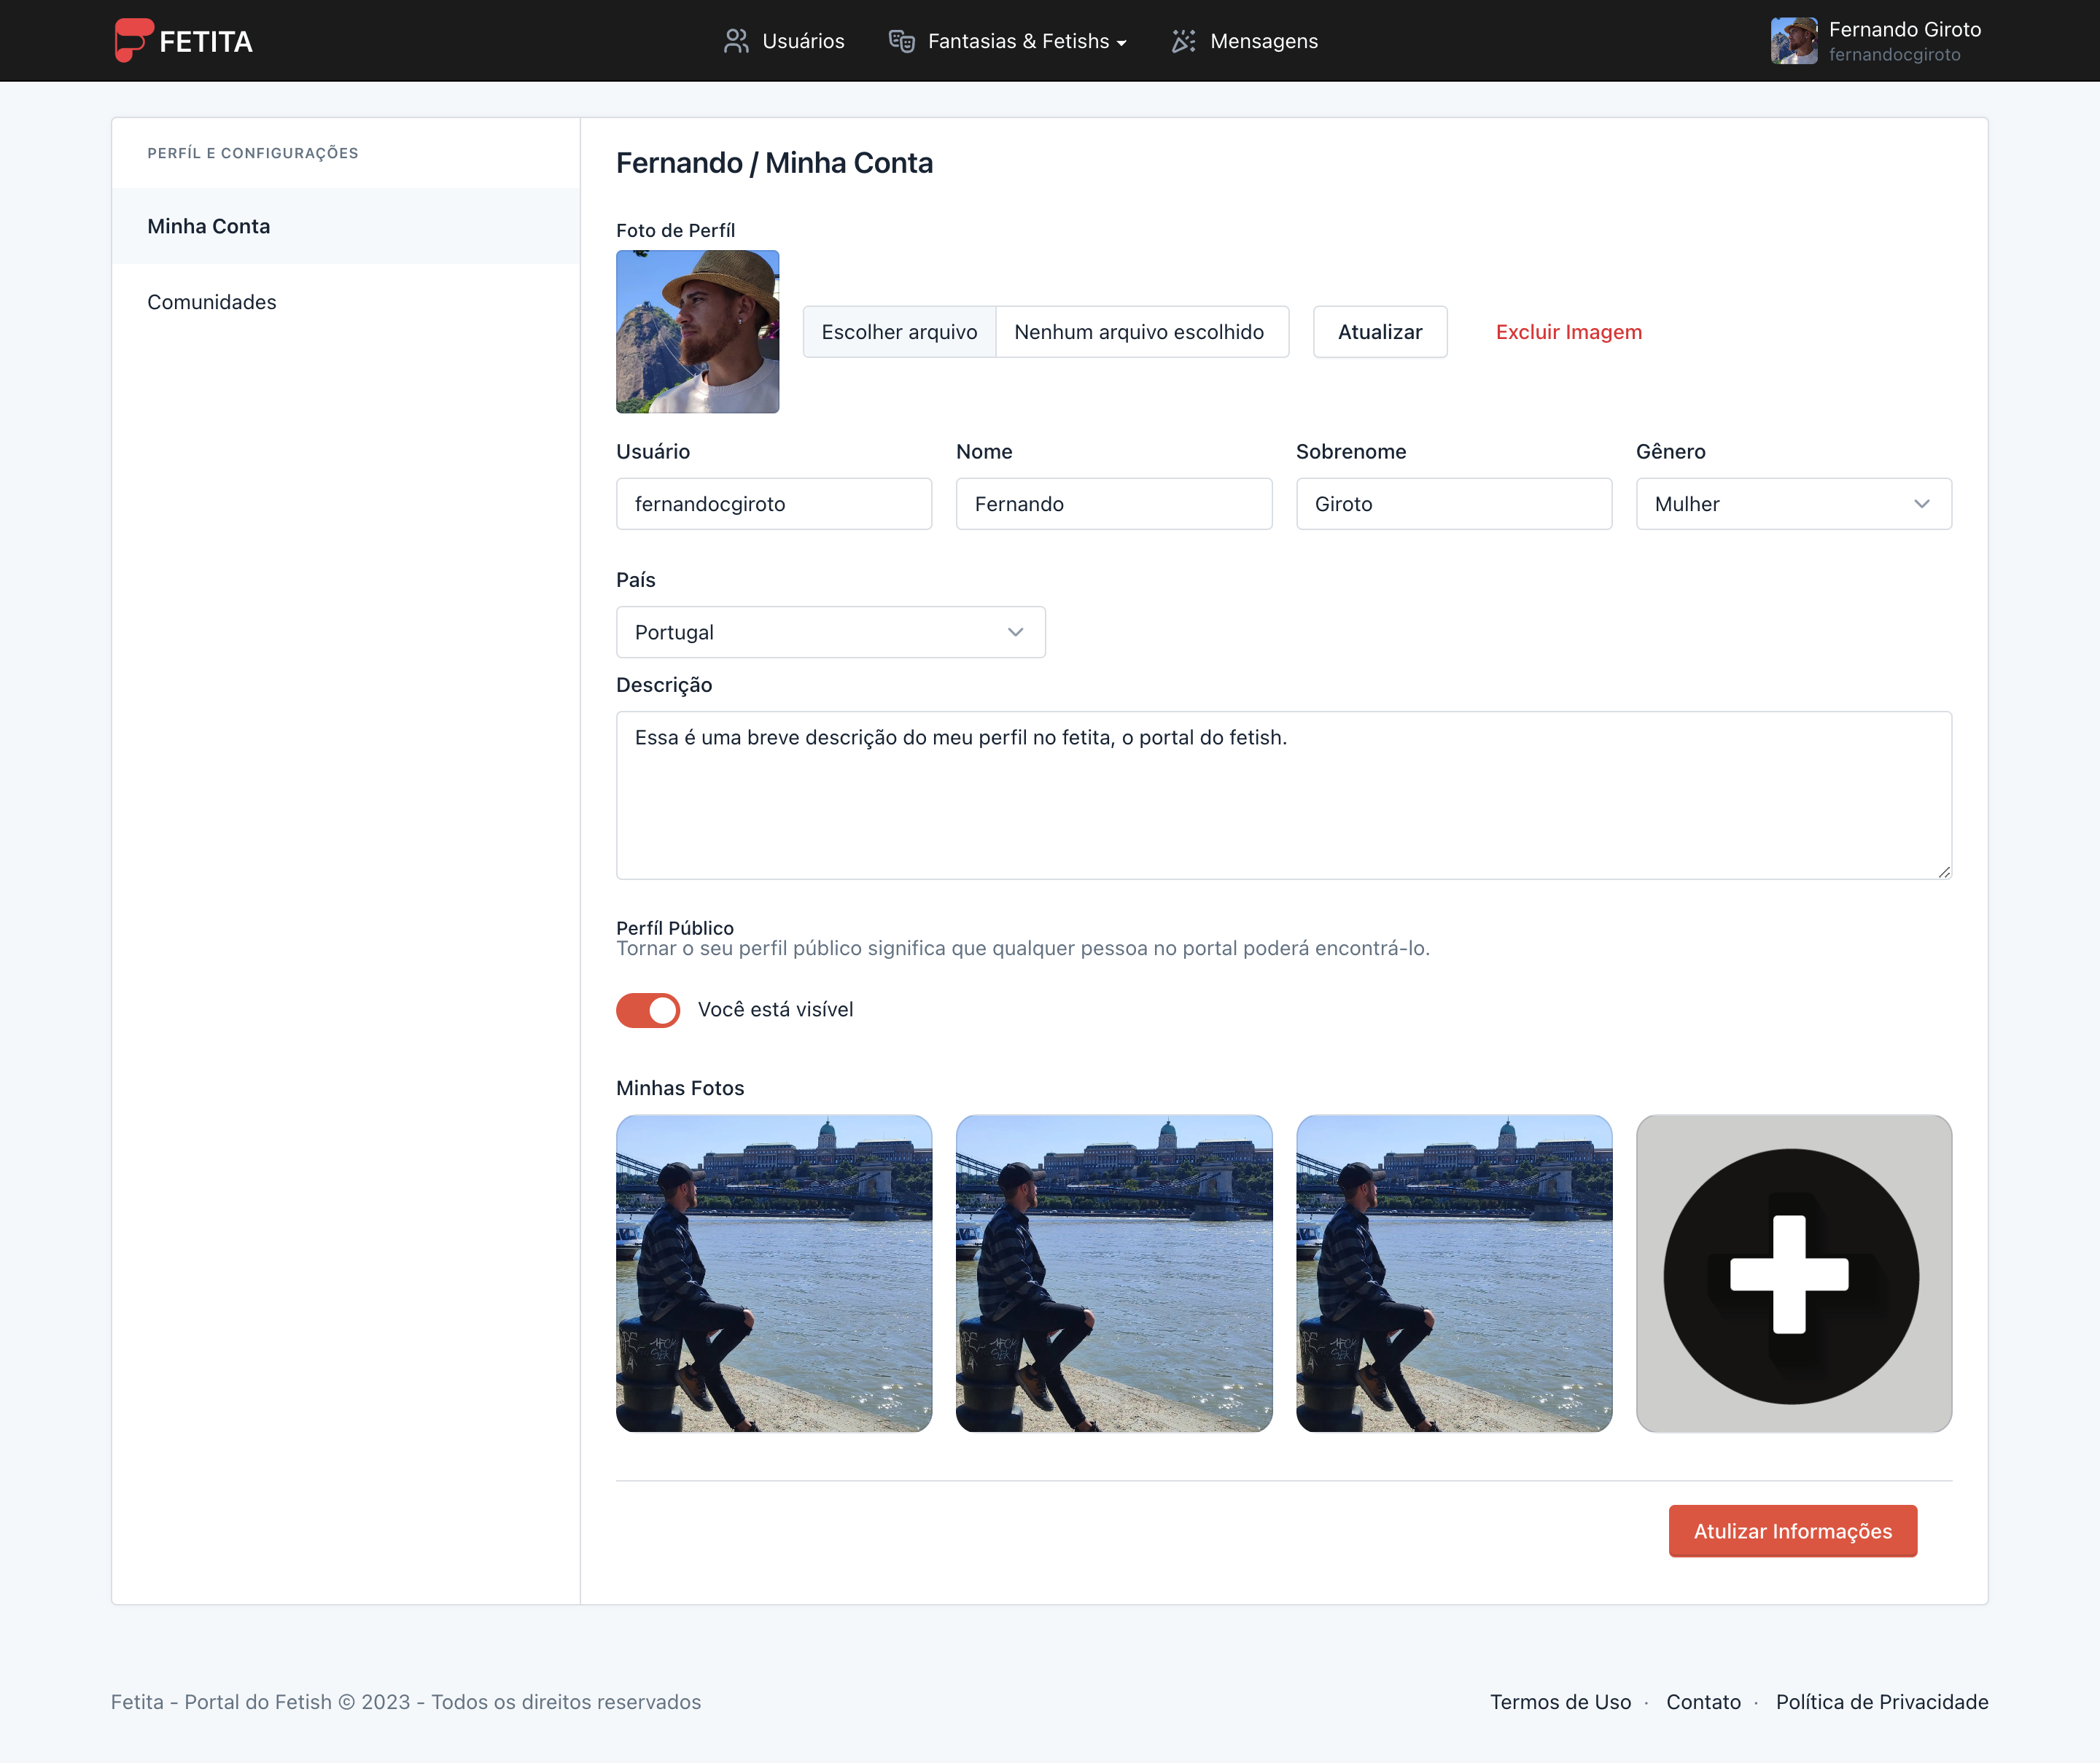 FETITA
Usuários
Fantasias & Fetishs
Mensagens
Fernando Giroto
fernandocgiroto
PERFÍL E CONFIGURAÇÕES
Minha Conta
Comunidades
Fernando / Minha Conta
Foto de Perfíl
Escolher arquivo Nenhum arquivo escolhido
Atualizar
Excluir Imagem
Usuário
Nome
Sobrenome
Gênero
fernandocgiroto
Fernando
Giroto
Mulher
País
Portugal
Descrição
Essa é uma breve descrição do meu perfil no fetita, o portal do fetish.
Perfíl Público
Tornar o seu perfil público significa que qualquer pessoa no portal poderá encontrá-lo.
Você está visível
Minhas Fotos
Atulizar Informações
Fetita - Portal do Fetish © 2023 - Todos os direitos reservados
Termos de Uso · Contato · Política de Privacidade